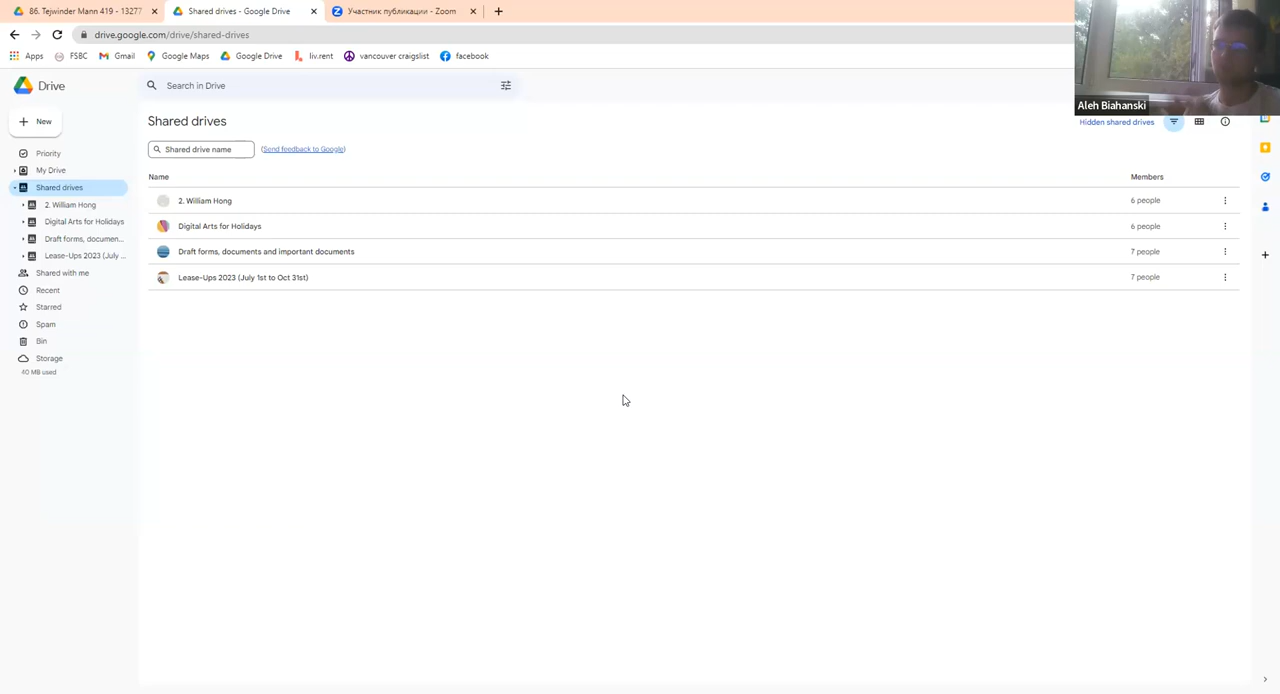 86. Tejwinder Mann 419 - 13277
Shared drives - Google Drive
Участник публикации - Zoom
drive.google.com/drive/shared-drives
Apps FSBC Gmail Google Maps Google Drive liv.rent vancouver craigslist facebook
Drive
Search in Drive
Aleh Biahanski
New
Shared drives
Hidden shared drives
Shared drive name
(Send feedback to Google)
Priority
My Drive
Shared drives
2. William Hong
Digital Arts for Holidays
Draft forms, documen...
Lease-Ups 2023 (July ...
Shared with me
Recent
Starred
Spam
Bin
Storage
40 MB used
Name Members
2. William Hong 6 people
Digital Arts for Holidays 6 people
Draft forms, documents and important documents 7 people
Lease-Ups 2023 (July 1st to Oct 31st) 7 people